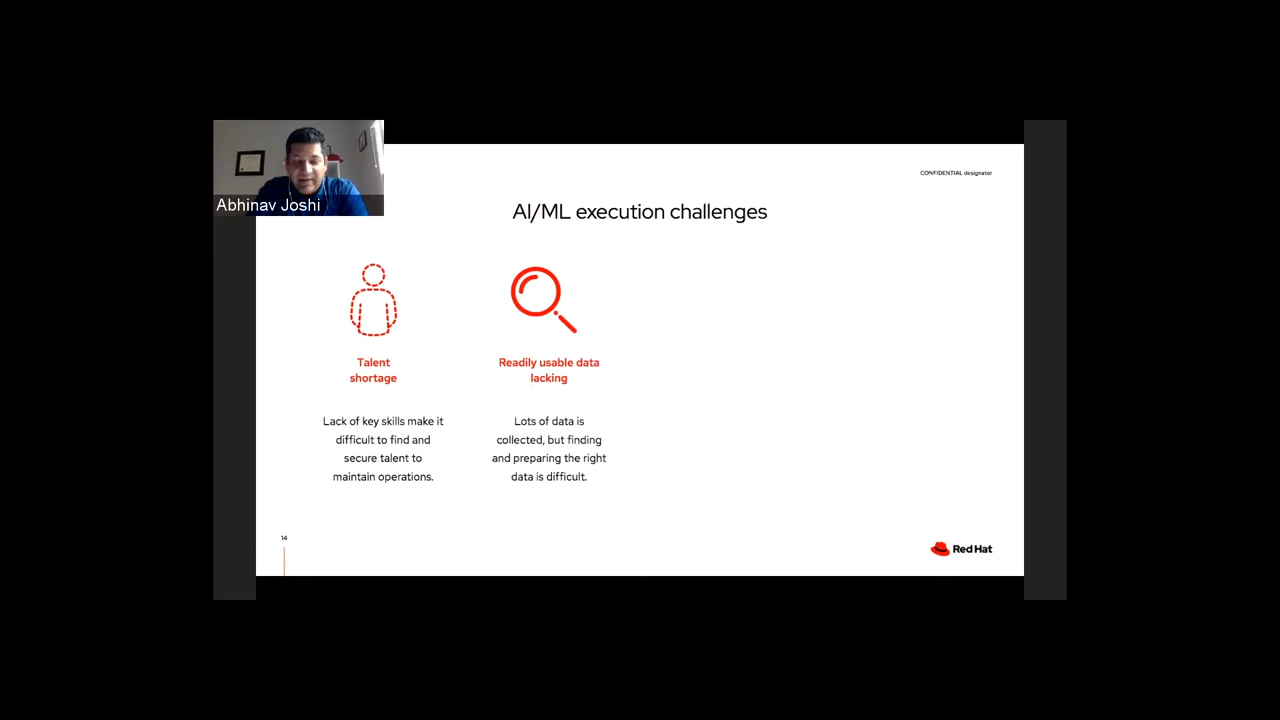 CONFIDENTIAL designator
Abhinav Joshi
AI/ML execution challenges
Talent
shortage
Lack of key skills make it
difficult to find and
secure talent to
maintain operations.
Readily usable data
lacking
Lots of data is
collected, but finding
and preparing the right
data is difficult.
14
Red Hat